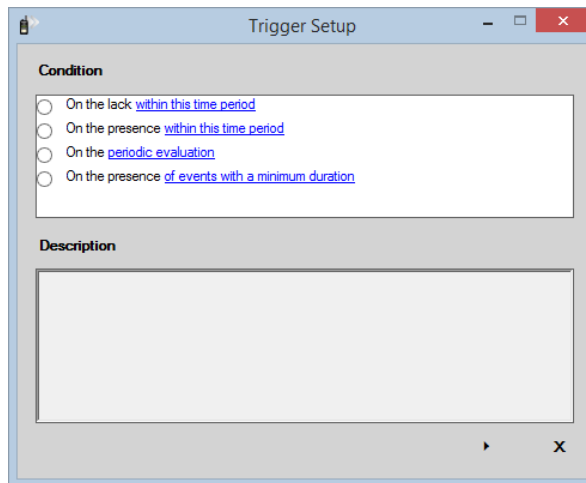 Trigger Setup
Condition
On the lack within this time period
On the presence within this time period
On the periodic evaluation
On the presence of events with a minimum duration
Description
X